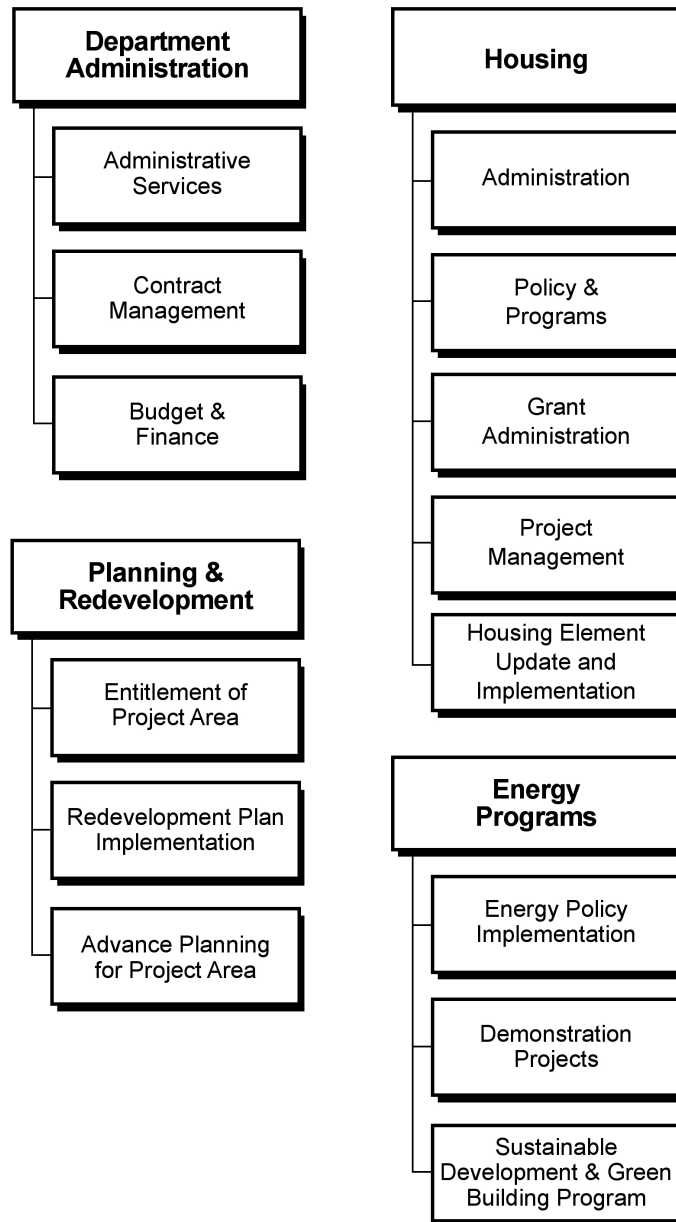 Department
Administration
Administrative
Services
Contract
Management
Budget &
Finance
Planning &
Redevelopment
Entitlement of
Project Area
Redevelopment Plan
Implementation
Advance Planning
for Project Area
Housing
Administration
Policy &
Programs
Grant
Administration
Project
Management
Housing Element
Update and
Implementation
Energy
Programs
Energy Policy
Implementation
Demonstration
Projects
Sustainable
Development & Green
Building Program